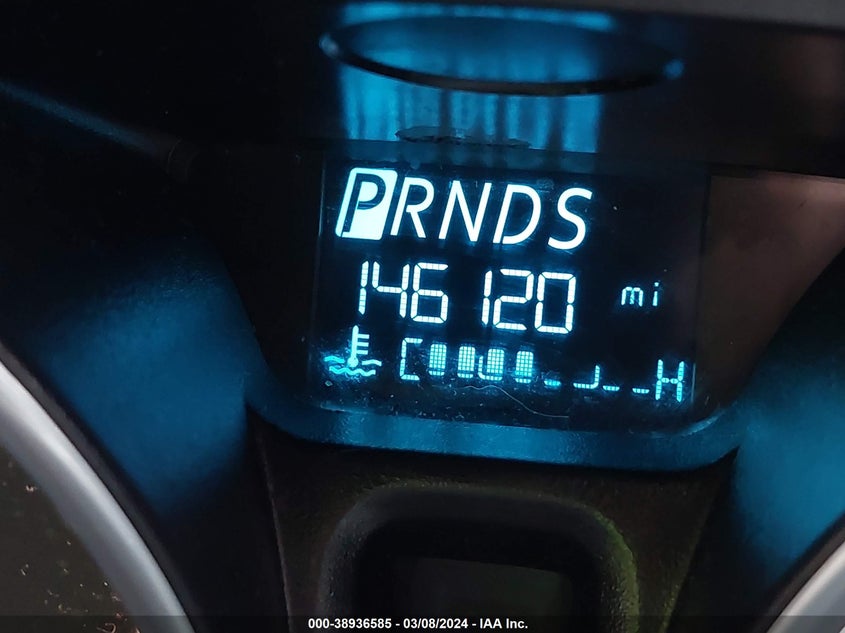 PRNDS
146120 mi
C H
000-38936585 - 03/08/2024 - IAA Inc.